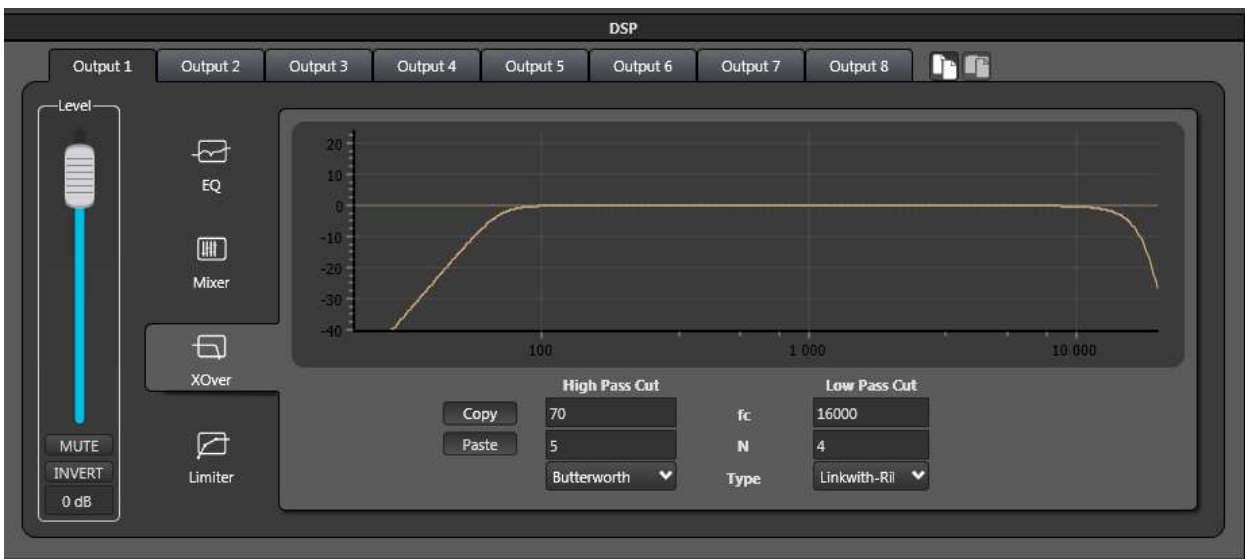 DSP
Output 1 Output 2 Output 3 Output 4 Output 5 Output 6 Output 7 Output 8
Level
EQ
Mixer
XOver
Limiter
MUTE
INVERT
0 dB
20
10
0
-10
-20
-30
-40
100 1 000 10 000
High Pass Cut Low Pass Cut
Copy 70 fc 16000
Paste 5 N 4
Butterworth Type Linkwith-Ril